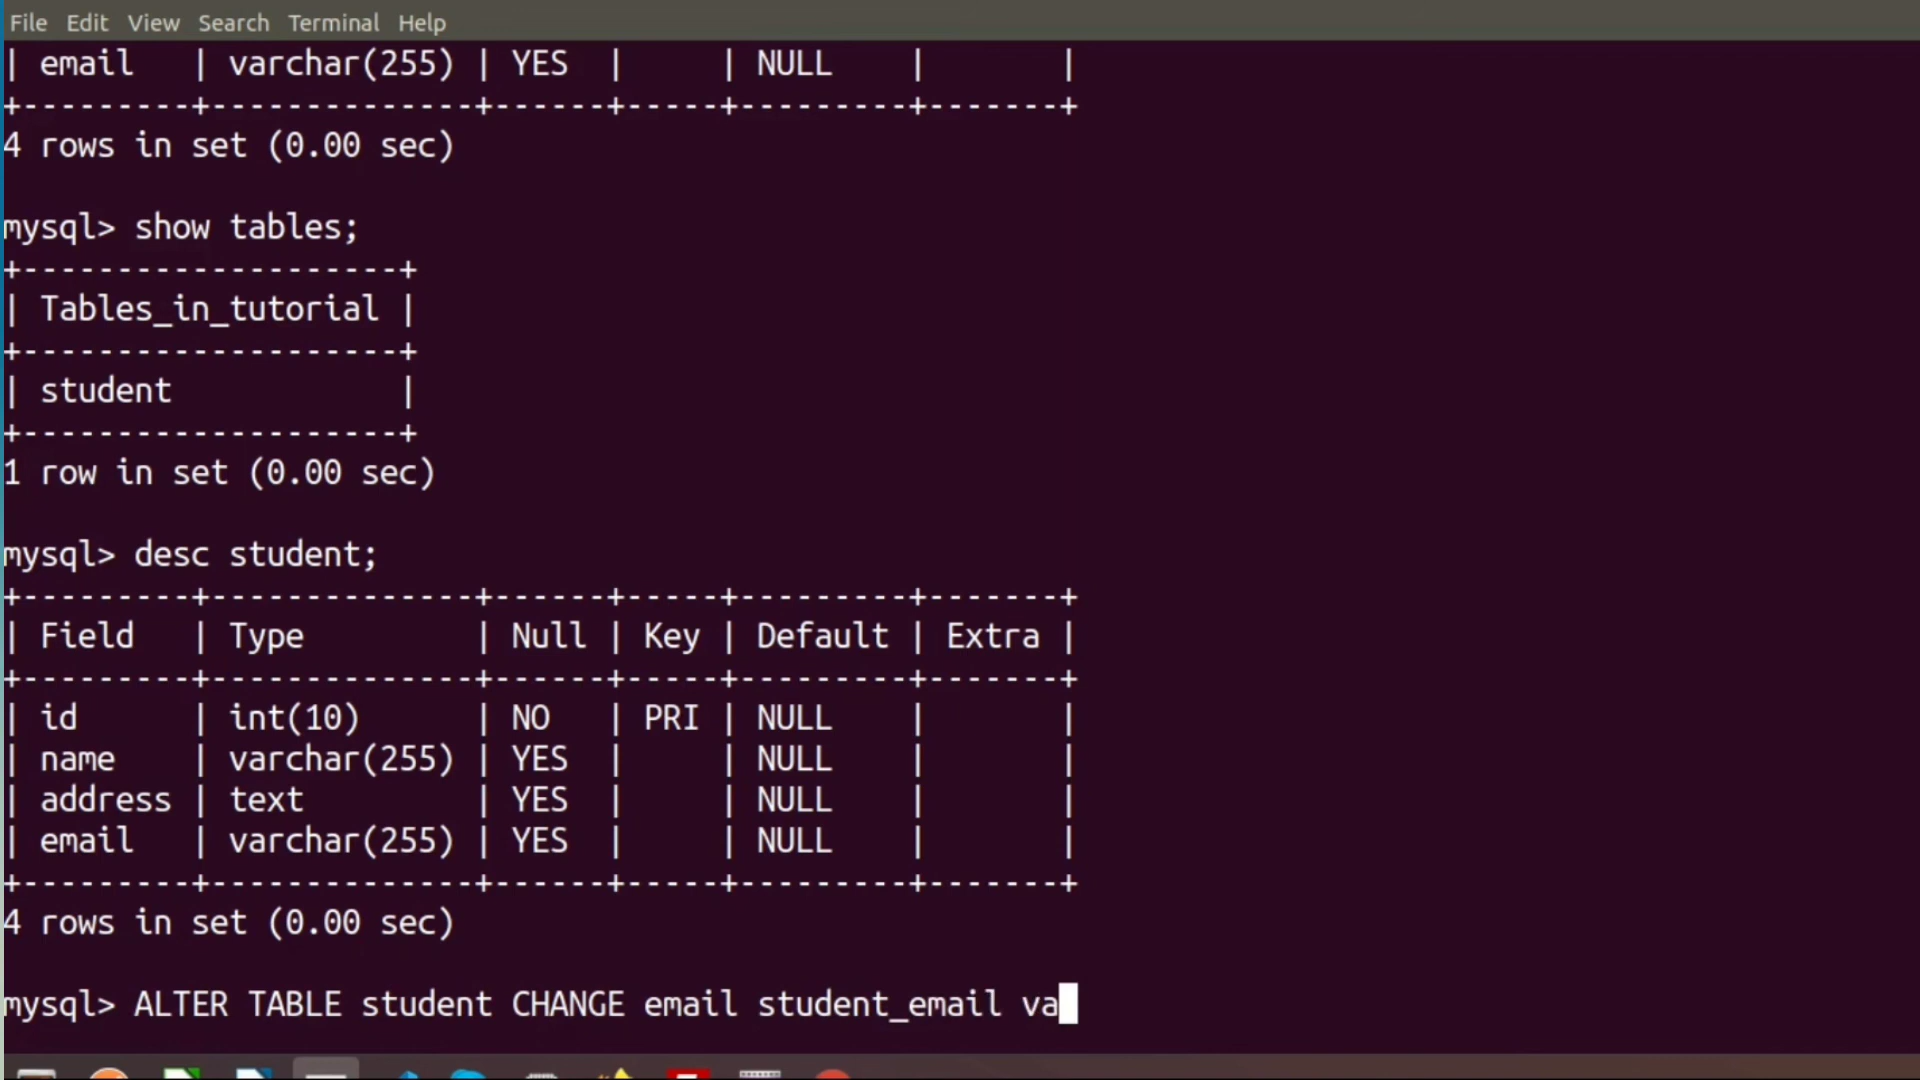 File Edit View Search Terminal Help
| email   | varchar(255) | YES  |     | NULL    |       |
+---------+--------------+------+-----+---------+-------+
4 rows in set (0.00 sec)
mysql> show tables;
+--------------------+
| Tables_in_tutorial |
+--------------------+
| student            |
+--------------------+
1 row in set (0.00 sec)
mysql> desc student;
+---------+--------------+------+-----+---------+-------+
| Field   | Type         | Null | Key | Default | Extra |
+---------+--------------+------+-----+---------+-------+
| id      | int(10)      | NO   | PRI | NULL    |       |
| name    | varchar(255) | YES  |     | NULL    |       |
| address | text         | YES  |     | NULL    |       |
| email   | varchar(255) | YES  |     | NULL    |       |
+---------+--------------+------+-----+---------+-------+
4 rows in set (0.00 sec)
mysql> ALTER TABLE student CHANGE email student_email va